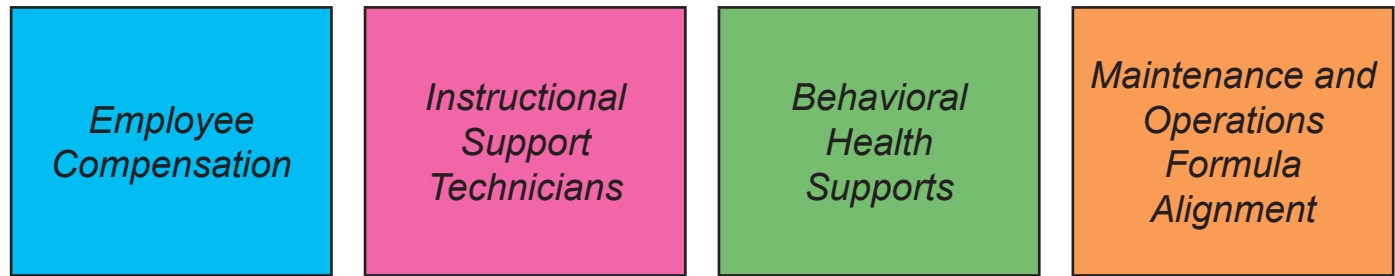 Employee
Compensation
Instructional
Support
Technicians
Behavioral
Health
Supports
Maintenance and
Operations
Formula
Alignment